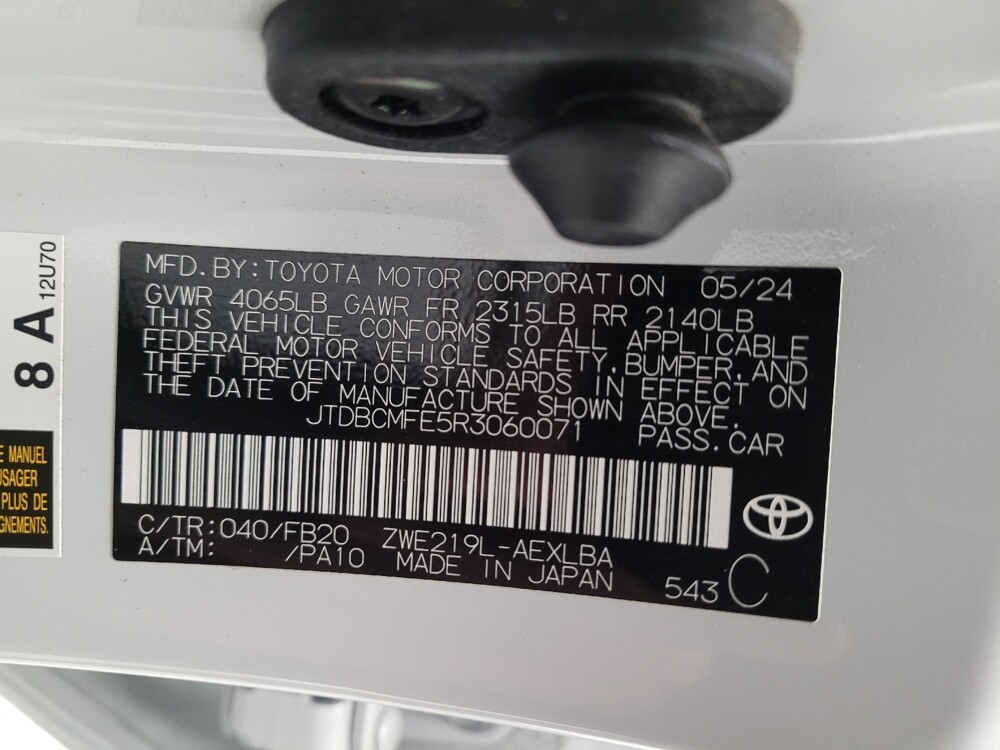 MFD.BY:TOYOTA MOTOR CORPORATION 05/24
GVWR 4065LB GAWR FR 2315LB RR 2140LB
THIS VEHICLE CONFORMS TO ALL APPLICABLE
FEDERAL MOTOR VEHICLE SAFETY,BUMPER,AND
THEFT PREVENTION STANDARDS IN EFFECT ON
THE DATE OF MANUFACTURE SHOWN ABOVE.
JTDBCMFE5R3060071 PASS.CAR
C/TR:040/FB20 ZWE219L-AEXLBA
A/TM: /PA10 MADE IN JAPAN
543 C
8 A 12U70
E MANUEL
USAGER
PLUS DE
GNEMENTS.